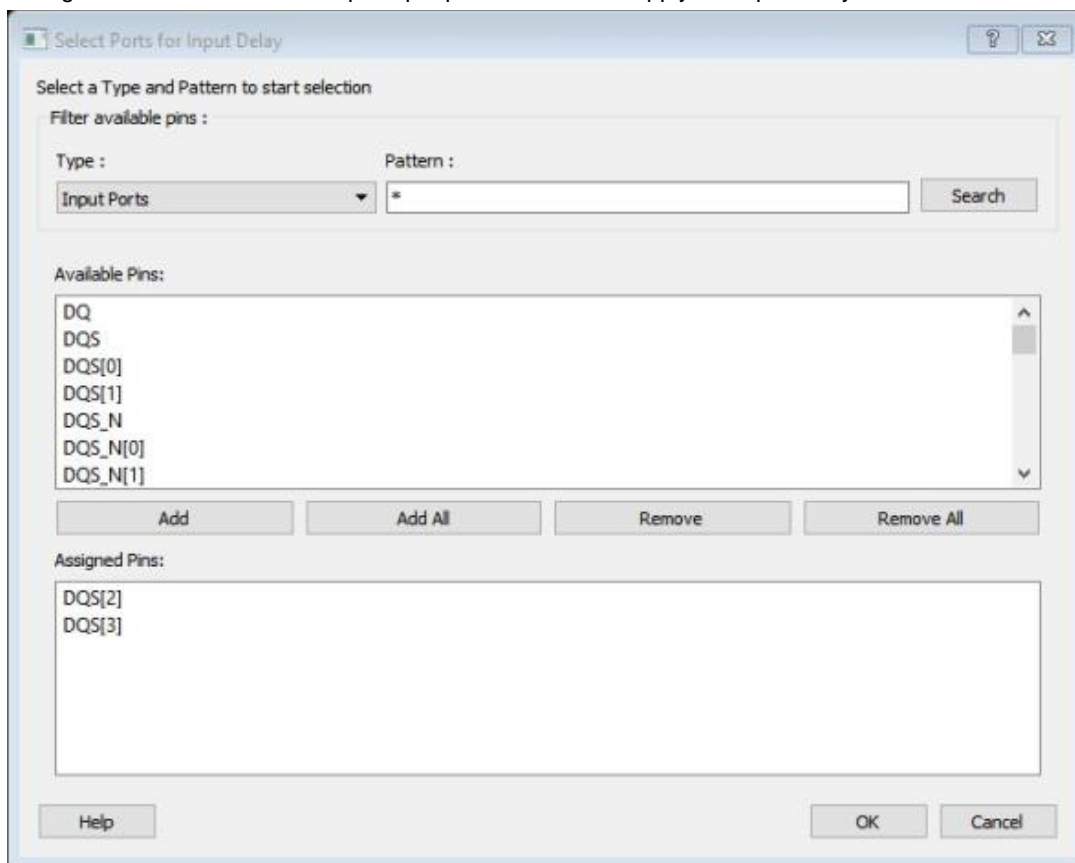 Select Ports for Input Delay
Select a Type and Pattern to start selection
Filter available pins :
Type :
Pattern :
Input Ports
*
Search
Available Pins:
DQ
DQS
DQS[0]
DQS[1]
DQS_N
DQS_N[0]
DQS_N[1]
Add
Add All
Remove
Remove All
Assigned Pins:
DQS[2]
DQS[3]
Help
OK
Cancel